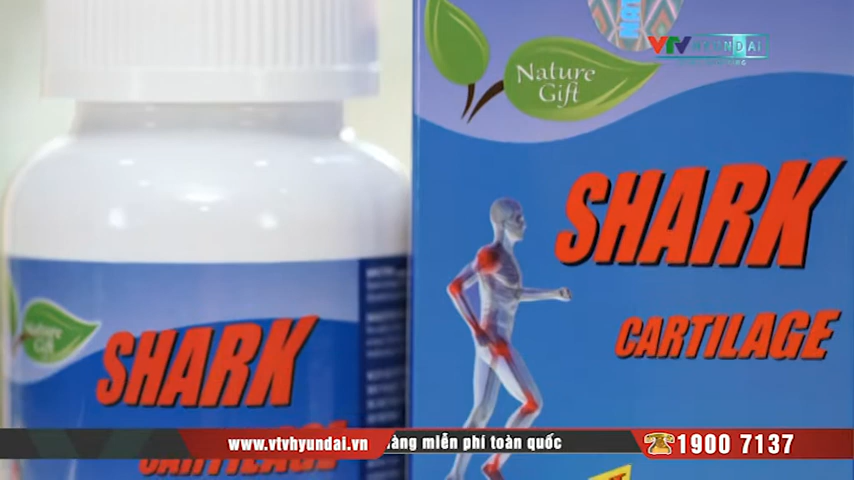 Nature
Gift
VTV HYUNDAI
SHARK
CARTILAGE
Nature
Gift
SHARK
CARTILAGE
www.vtvhyundai.vn
àng miễn phí toàn quốc
1900 7137